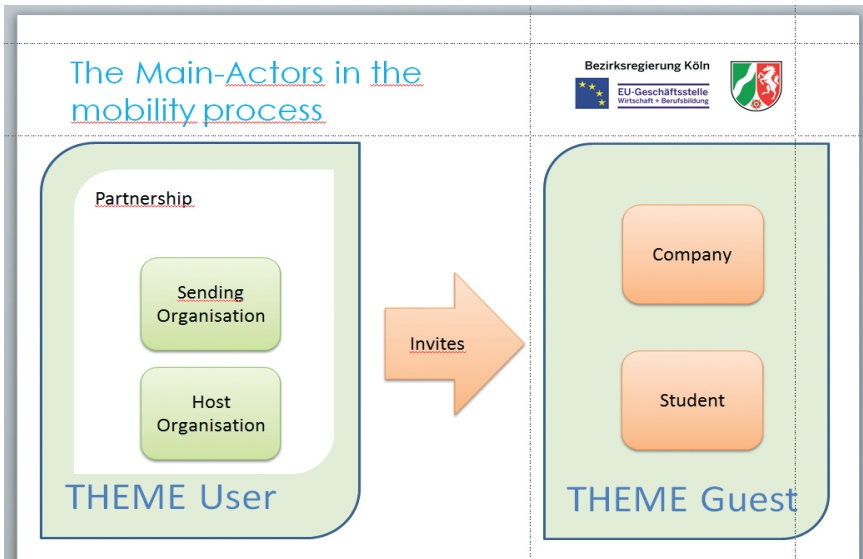 The Main-Actors in the
mobility process
Bezirksregierung Köln
EU-Geschäftsstelle
Wirtschaft + Berufsbildung
Partnership
Sending
Organisation
Host
Organisation
THEME User
Invites
Company
Student
THEME Guest